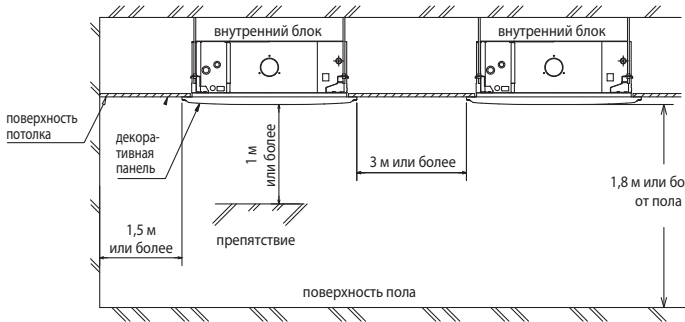 внутренний блок
внутренний блок
поверхность
потолка
декора-
тивная
панель
1 м
или более
3 м или более
1,8 м или бо
от пола
1,5 м
или более
препятствие
поверхность пола